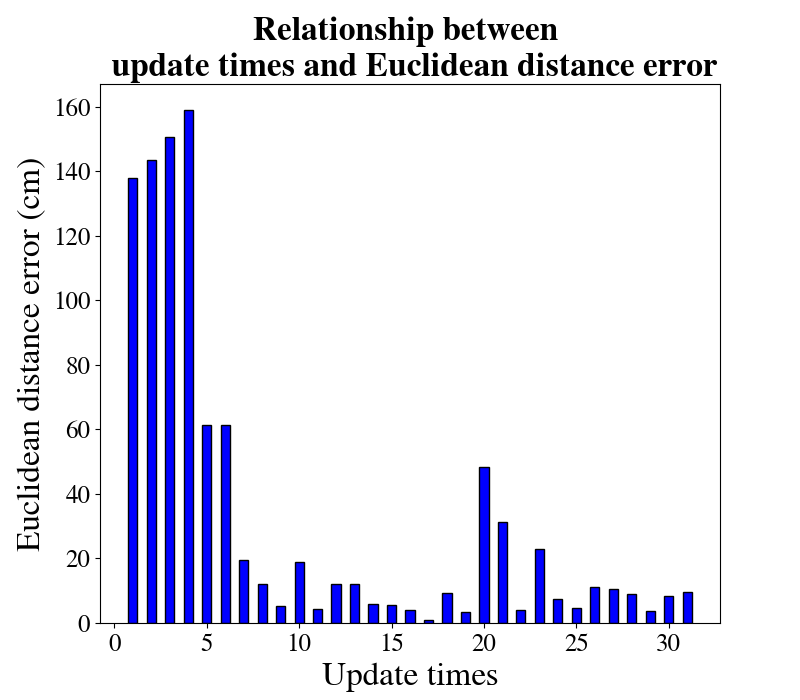 Relationship between
update times and Euclidean distance error
Euclidean distance error (cm)
160
140
120
100
80
60
40
20
0
0 5 10 15 20 25 30
Update times